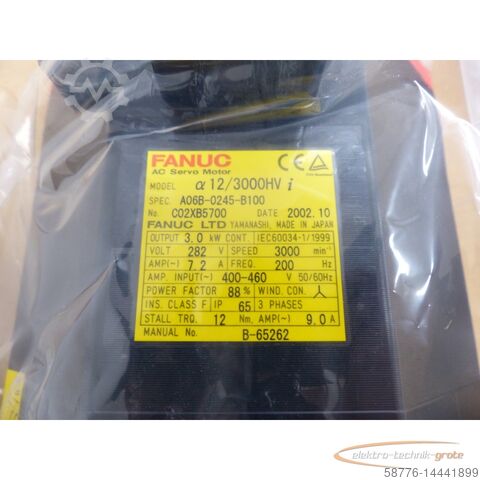 FANUC
AC Servo Motor
MODEL α12/3000HV i
SPEC. A06B-0245-B100
No. C02XB5700 DATE 2002.10
FANUC LTD YAMANASHI, MADE IN JAPAN
OUTPUT 3.0 kW CONT. IEC60034-1/1999
VOLT 282 V SPEED 3000 min⁻¹
AMP(~) 7.2 A FREQ 200 Hz
AMP. INPUT(~) 400-460 V 50/60Hz
POWER FACTOR 88% WIND. CON.
INS. CLASS F IP 65 3 PHASES
STALL TRQ. 12 Nm, AMP(~) 9.0 A
MANUAL No. B-65262
elektro-technik-grote
58776-14441899